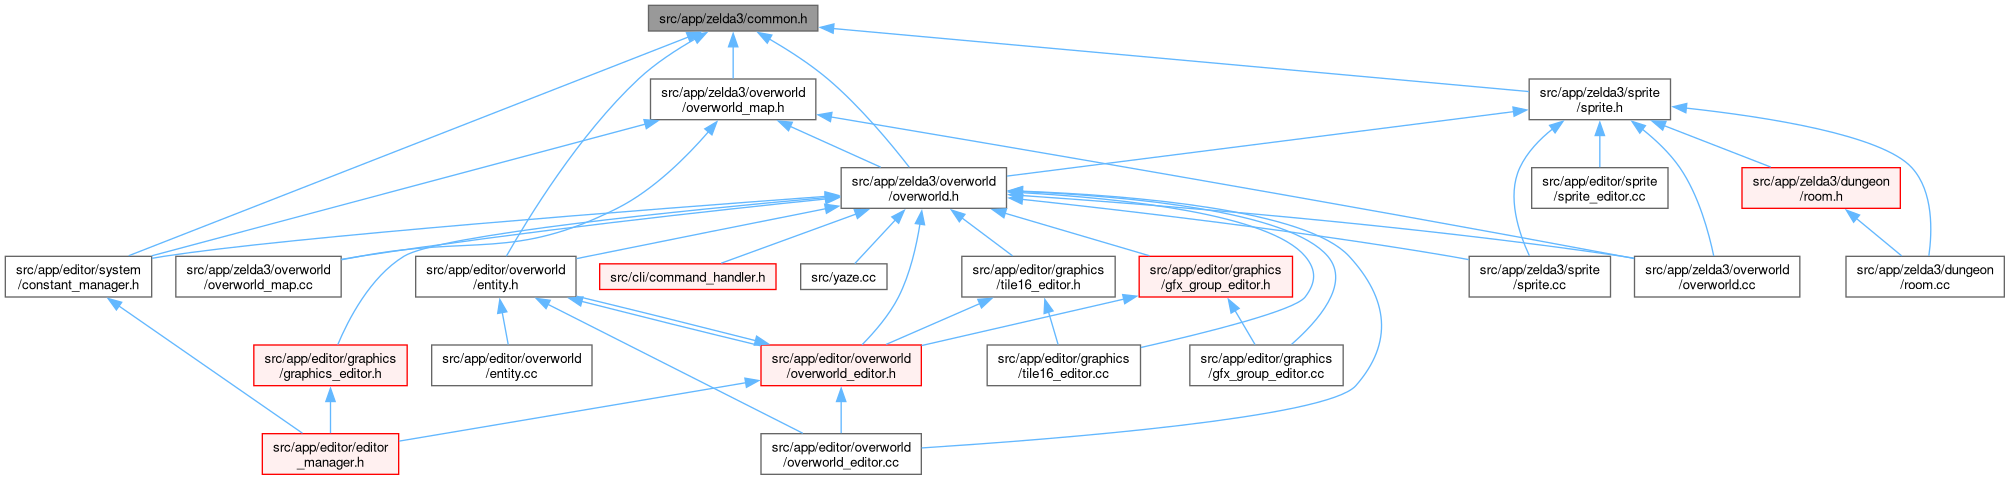 src/app/zelda3/common.h
src/app/zelda3/overworld
/overworld_map.h
src/app/zelda3/sprite
/sprite.h
src/app/zelda3/overworld
/overworld.h
src/app/editor/sprite
/sprite_editor.cc
src/app/zelda3/dungeon
/room.h
src/app/editor/system
/constant_manager.h
src/app/zelda3/overworld
/overworld_map.cc
src/app/editor/overworld
/entity.h
src/cli/command_handler.h
src/yaze.cc
src/app/editor/graphics
/tile16_editor.h
src/app/editor/graphics
/gfx_group_editor.h
src/app/zelda3/sprite
/sprite.cc
src/app/zelda3/overworld
/overworld.cc
src/app/zelda3/dungeon
/room.cc
src/app/editor/graphics
/graphics_editor.h
src/app/editor/overworld
/entity.cc
src/app/editor/overworld
/overworld_editor.h
src/app/editor/graphics
/tile16_editor.cc
src/app/editor/graphics
/gfx_group_editor.cc
src/app/editor/editor
_manager.h
src/app/editor/overworld
/overworld_editor.cc